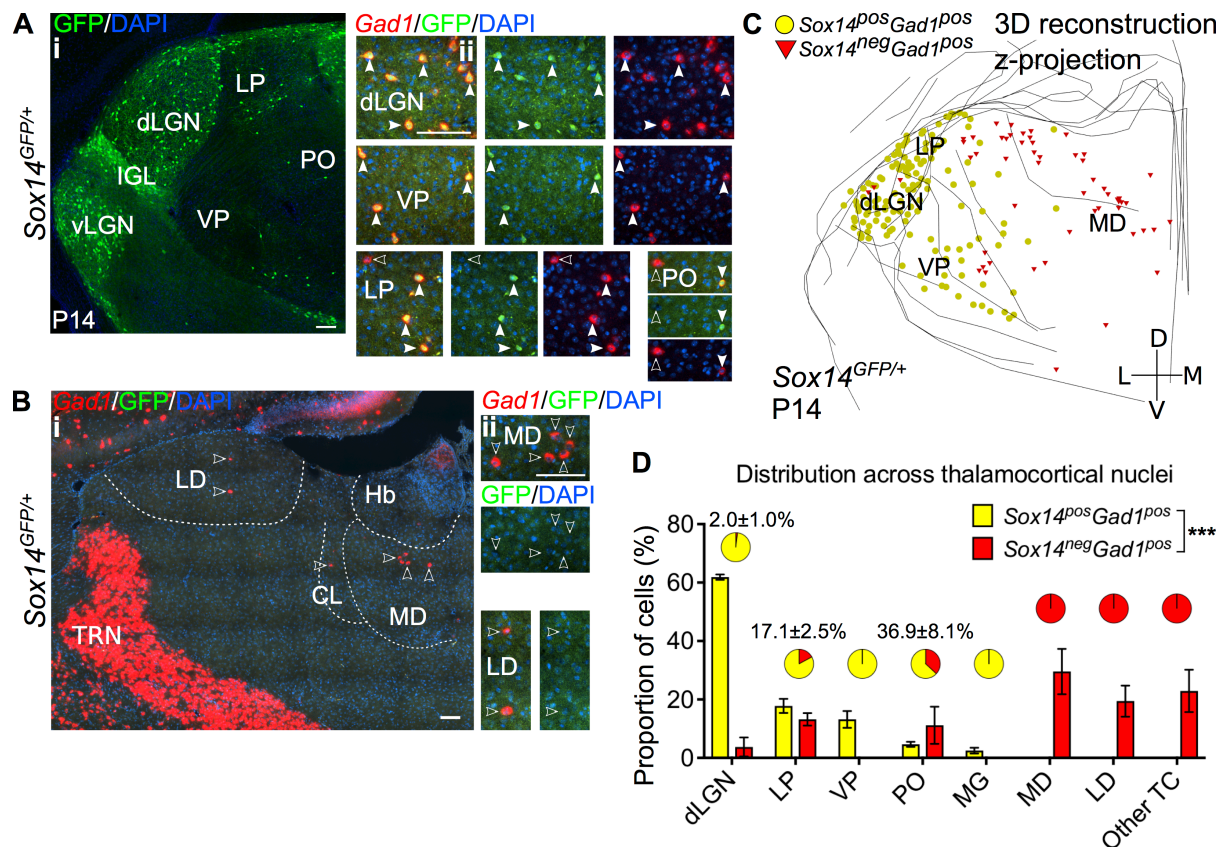 A
GFP/DAPI
i
LP
dLGN
PO
IGL
VP
vLGN
P14
Sox14GFP/+
Gad1/GFP/DAPI
ii
dLGN
VP
LP
PO
B
Gad1/GFP/DAPI
i
LD
Hb
CL
MD
TRN
Sox14GFP/+
Gad1/GFP/DAPI
ii
MD
GFP/DAPI
LD
C
Sox14posGad1pos
Sox14negGad1pos
3D reconstruction
z-projection
LP
dLGN
MD
VP
Sox14GFP/+
P14
D
L M
V
D
Distribution across thalamocortical nuclei
Sox14posGad1pos
Sox14negGad1pos
***
Proportion of cells (%)
80
60
40
20
0
2.0±1.0%
17.1±2.5%
36.9±8.1%
dLGN
LP
VP
PO
MG
MD
LD
Other TC